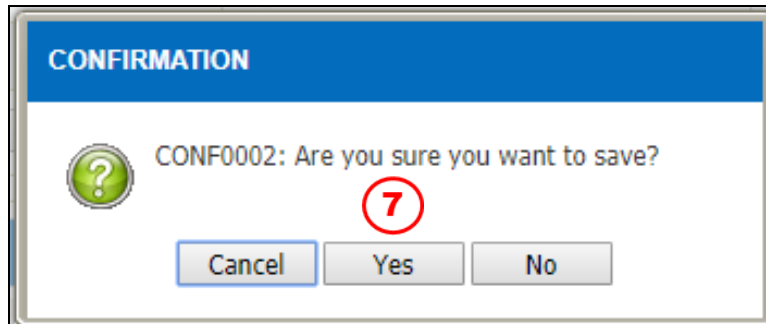 CONFIRMATION
CONF0002: Are you sure you want to save?
7
Cancel Yes No